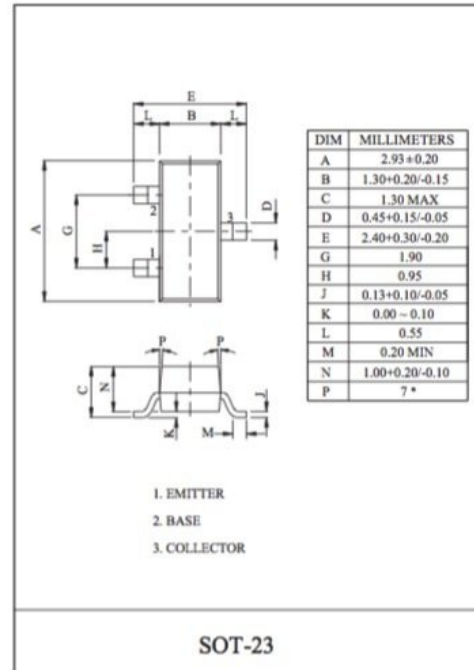 E
L B L
A
G
H
2
3
1
D
DIM MILLIMETERS
A 2.93±0.20
B 1.30+0.20/-0.15
C 1.30 MAX
D 0.45+0.15/-0.05
E 2.40+0.30/-0.20
G 1.90
H 0.95
J 0.13+0.10/-0.05
K 0.00 ~ 0.10
L 0.55
M 0.20 MIN
N 1.00+0.20/-0.10
P 7°
P P
C
N
K
M
J
1. EMITTER
2. BASE
3. COLLECTOR
SOT-23